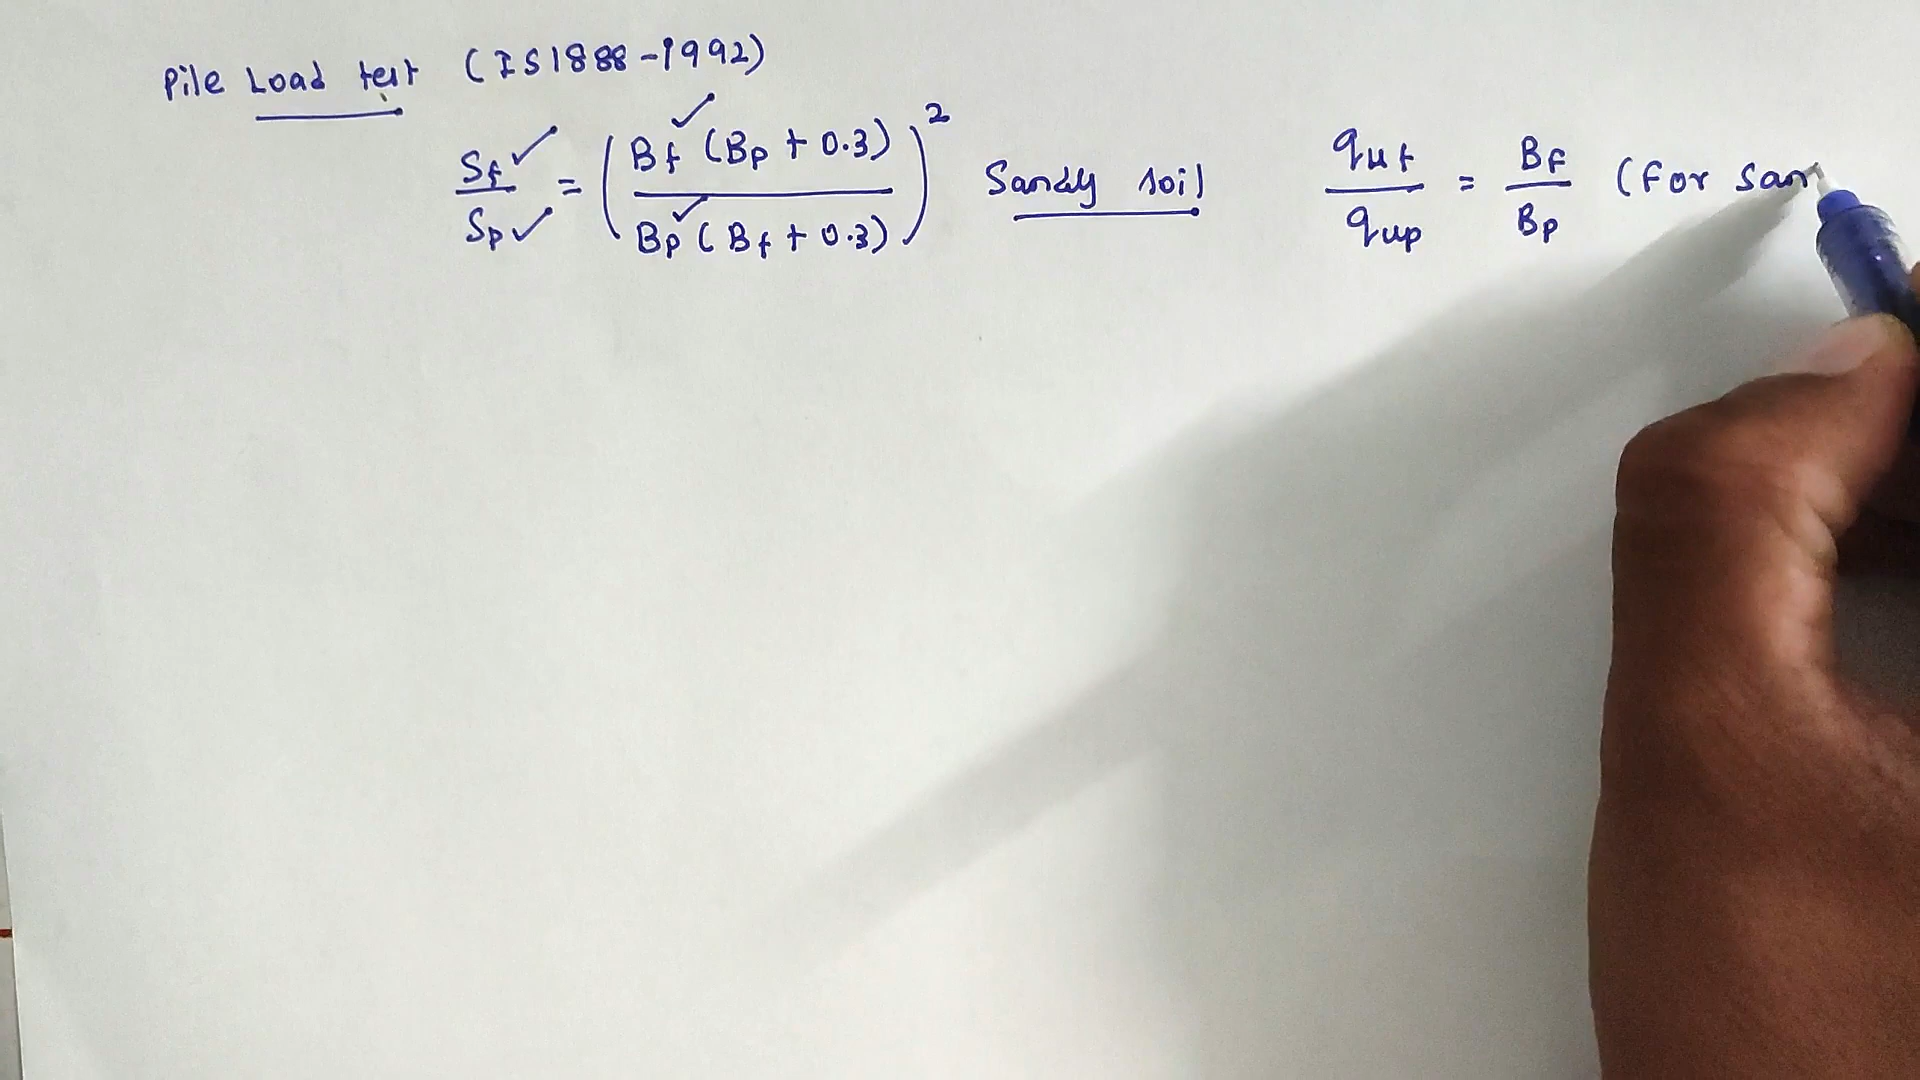 Pile Load test (IS1888-1992)
Sf/Sp = (Bf (Bp + 0.3) / Bp (Bf + 0.3))² Sandy soil quf/qup = BF/Bp (For San